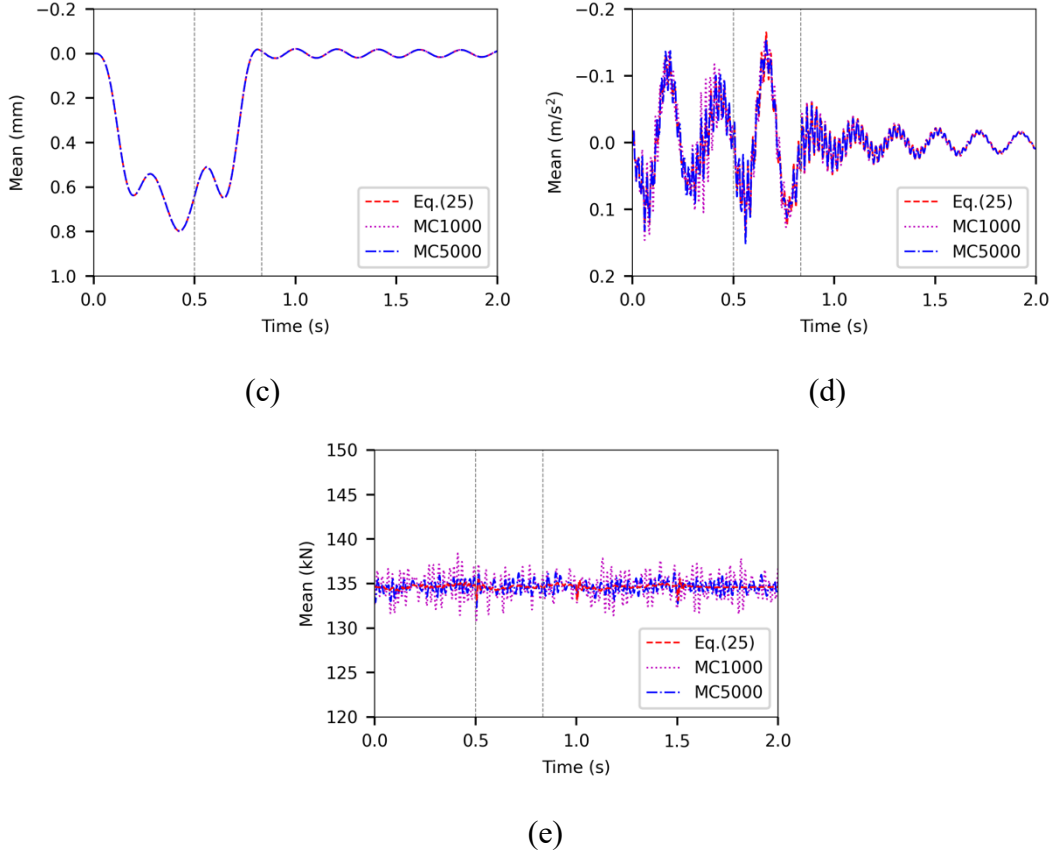 −0.2
0.0
0.2
0.4
0.6
0.8
1.0
Mean (mm)
Eq.(25)
MC1000
MC5000
0.0 0.5 1.0 1.5 2.0
Time (s)
(c)
−0.2
−0.1
0.0
0.1
0.2
Mean (m/s²)
Eq.(25)
MC1000
MC5000
0.0 0.5 1.0 1.5 2.0
Time (s)
(d)
150
145
140
135
130
125
120
Mean (kN)
Eq.(25)
MC1000
MC5000
0.0 0.5 1.0 1.5 2.0
Time (s)
(e)